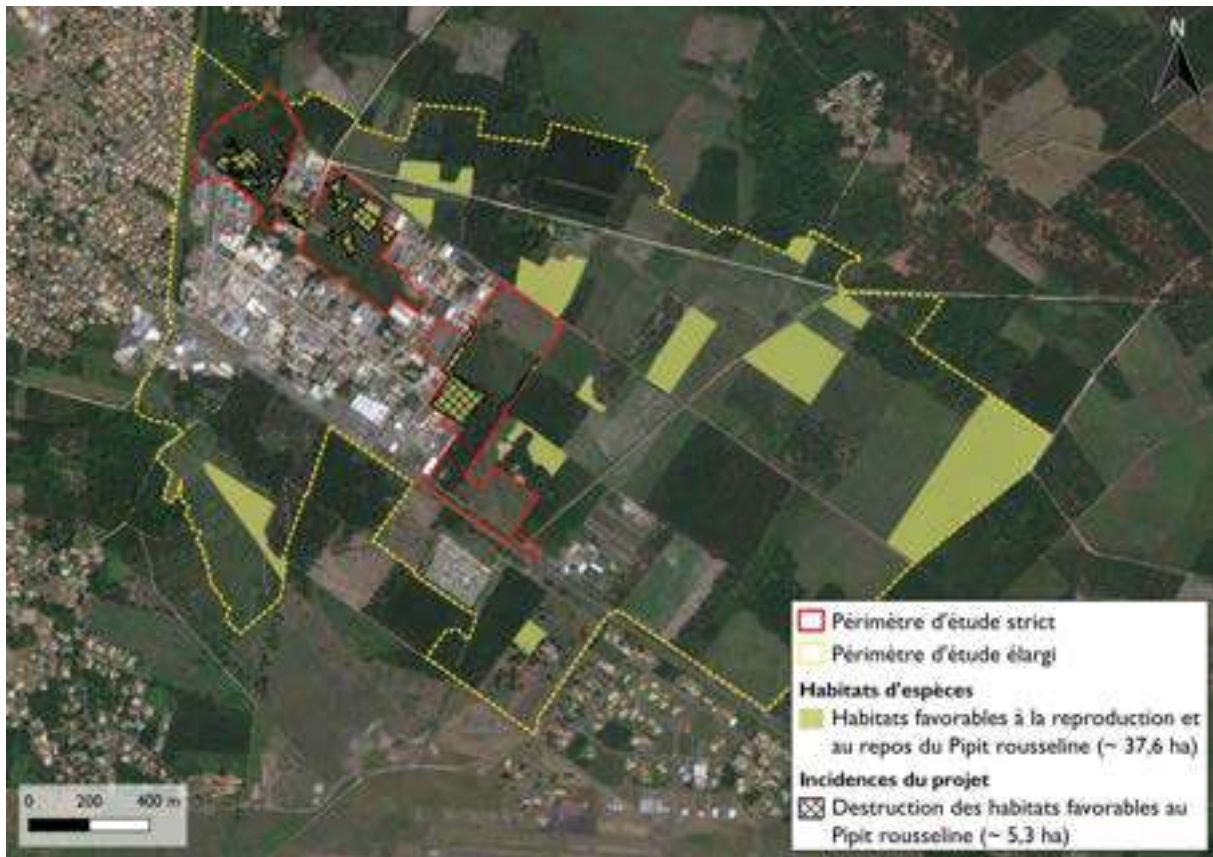 N
Périmètre d'étude strict
Périmètre d'étude élargi
Habitats d'espèces
Habitats favorables à la reproduction et
au repos du Pipit rousseline (~ 37,6 ha)
Incidences du projet
Destruction des habitats favorables au
Pipit rousseline (~ 5,3 ha)
0 200 400 m